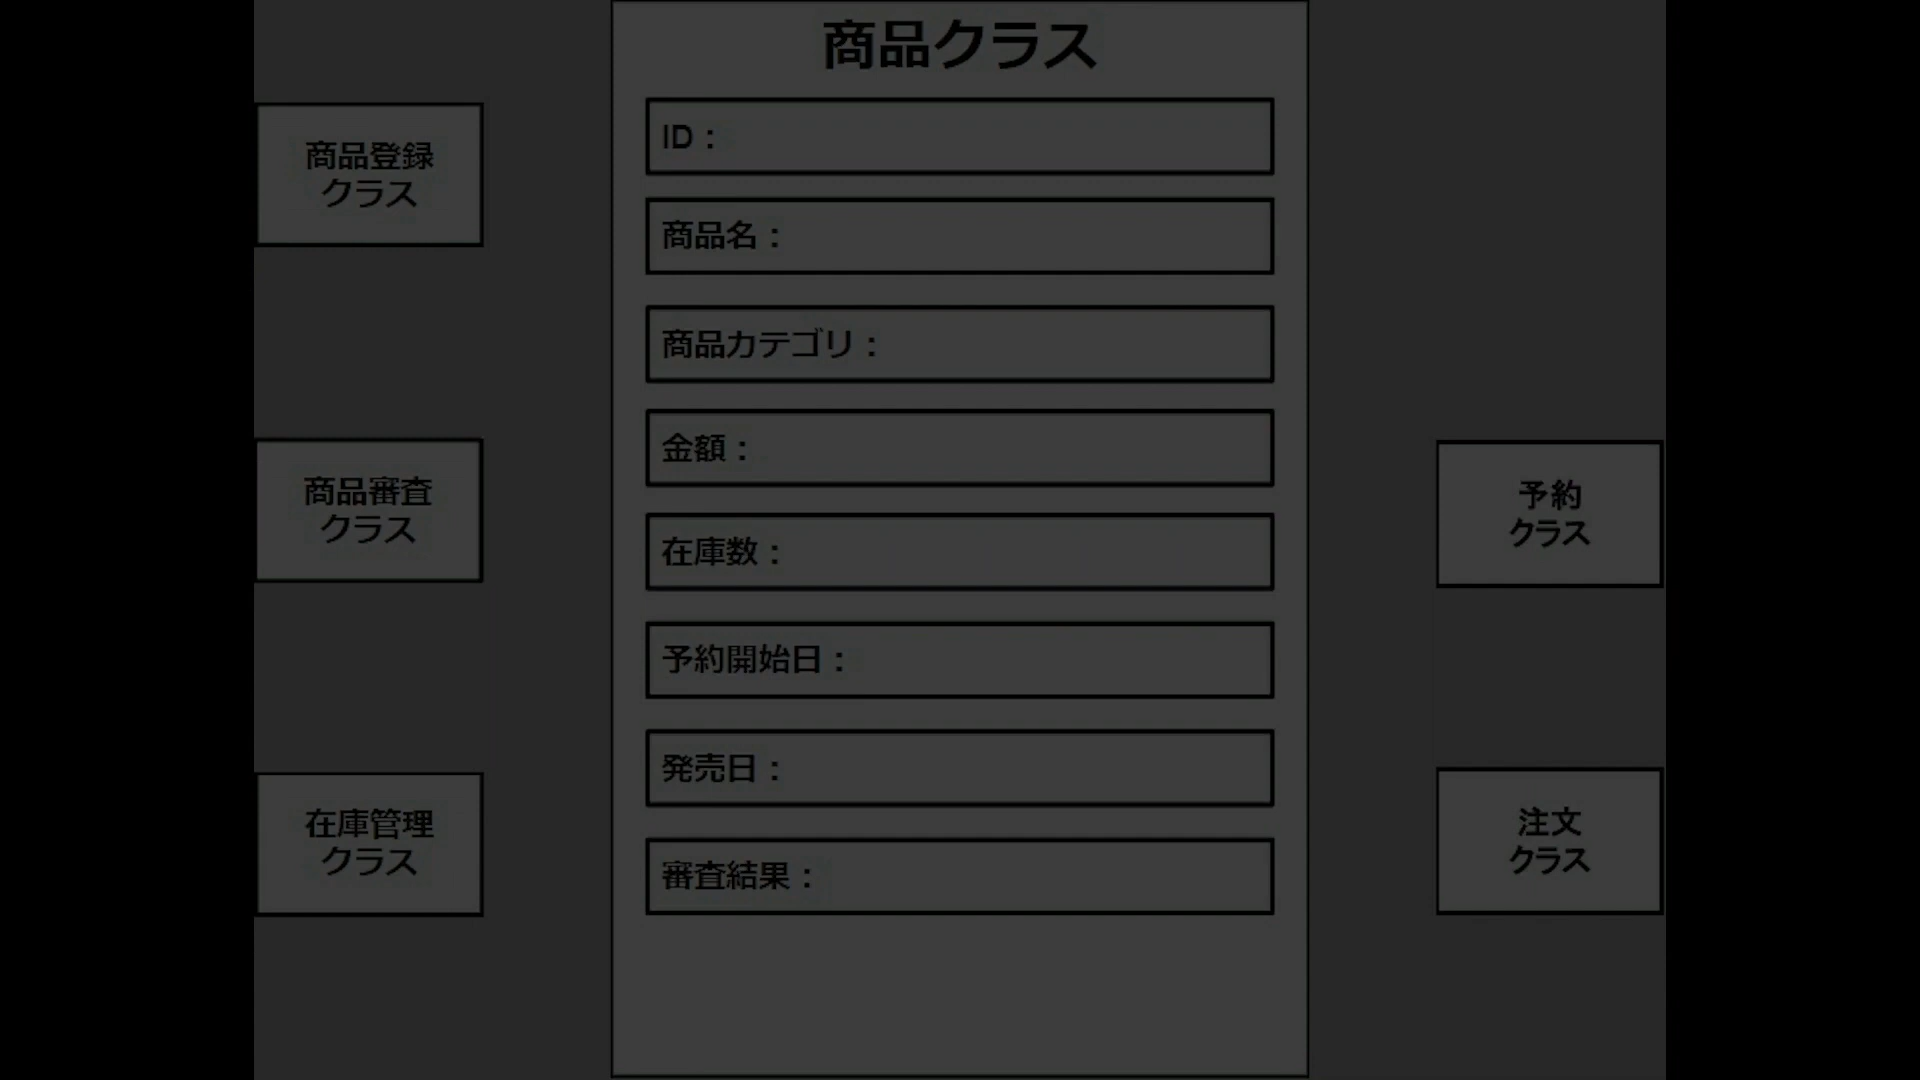 商品クラス
ID：
商品名：
商品カテゴリ：
金額：
在庫数：
予約開始日：
発売日：
審査結果：
商品登録
クラス
商品審査
クラス
在庫管理
クラス
予約
クラス
注文
クラス